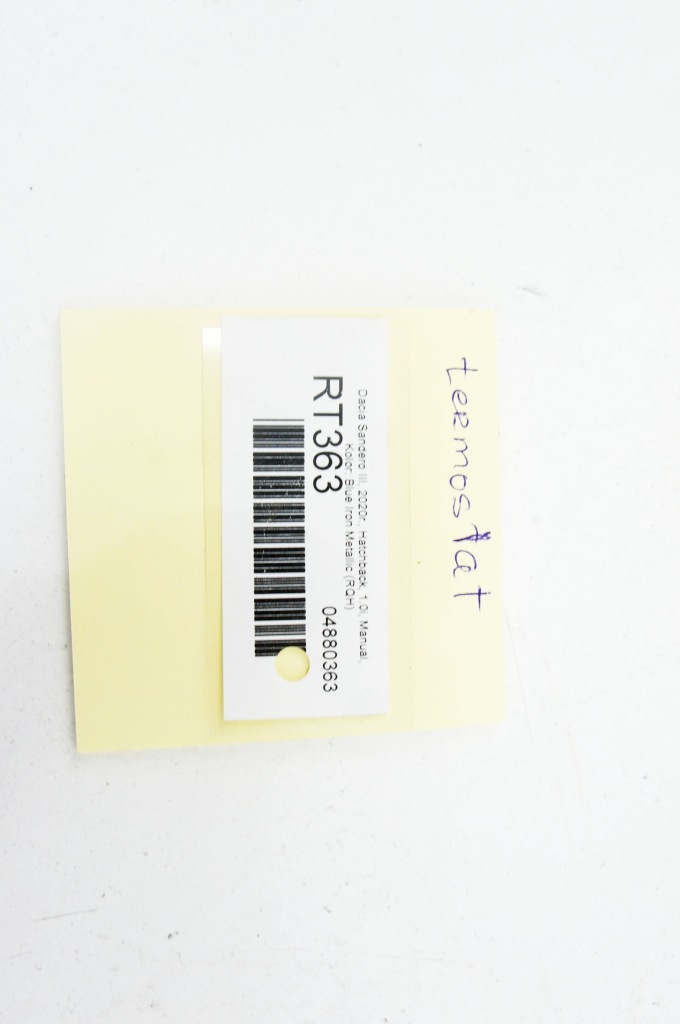 termostat
Dacia Sandero III, 2020r., Hatchback, 1.0i, Manual,
Kolor: Blue Iron Metallic (RQH)
RT363
04880363